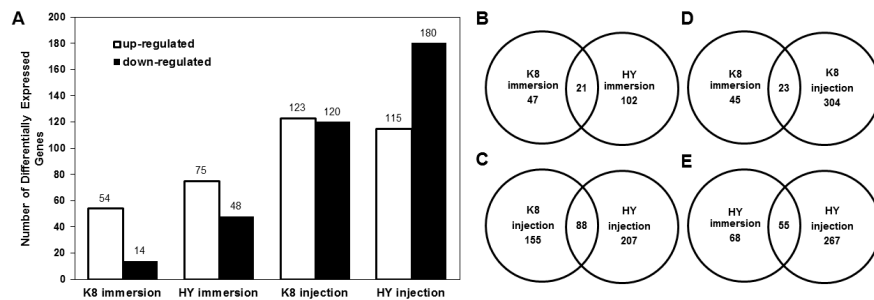 A
Number of Differentially Expressed
Genes
200
180
160
140
120
100
80
60
40
20
0
up-regulated
down-regulated
54
14
75
48
123
120
115
180
K8 immersion
HY immersion
K8 injection
HY injection
B
K8
immersion
47
21
HY
immersion
102
D
K8
immersion
45
23
K8
injection
304
C
K8
injection
155
88
HY
injection
207
E
HY
immersion
68
55
HY
injection
267